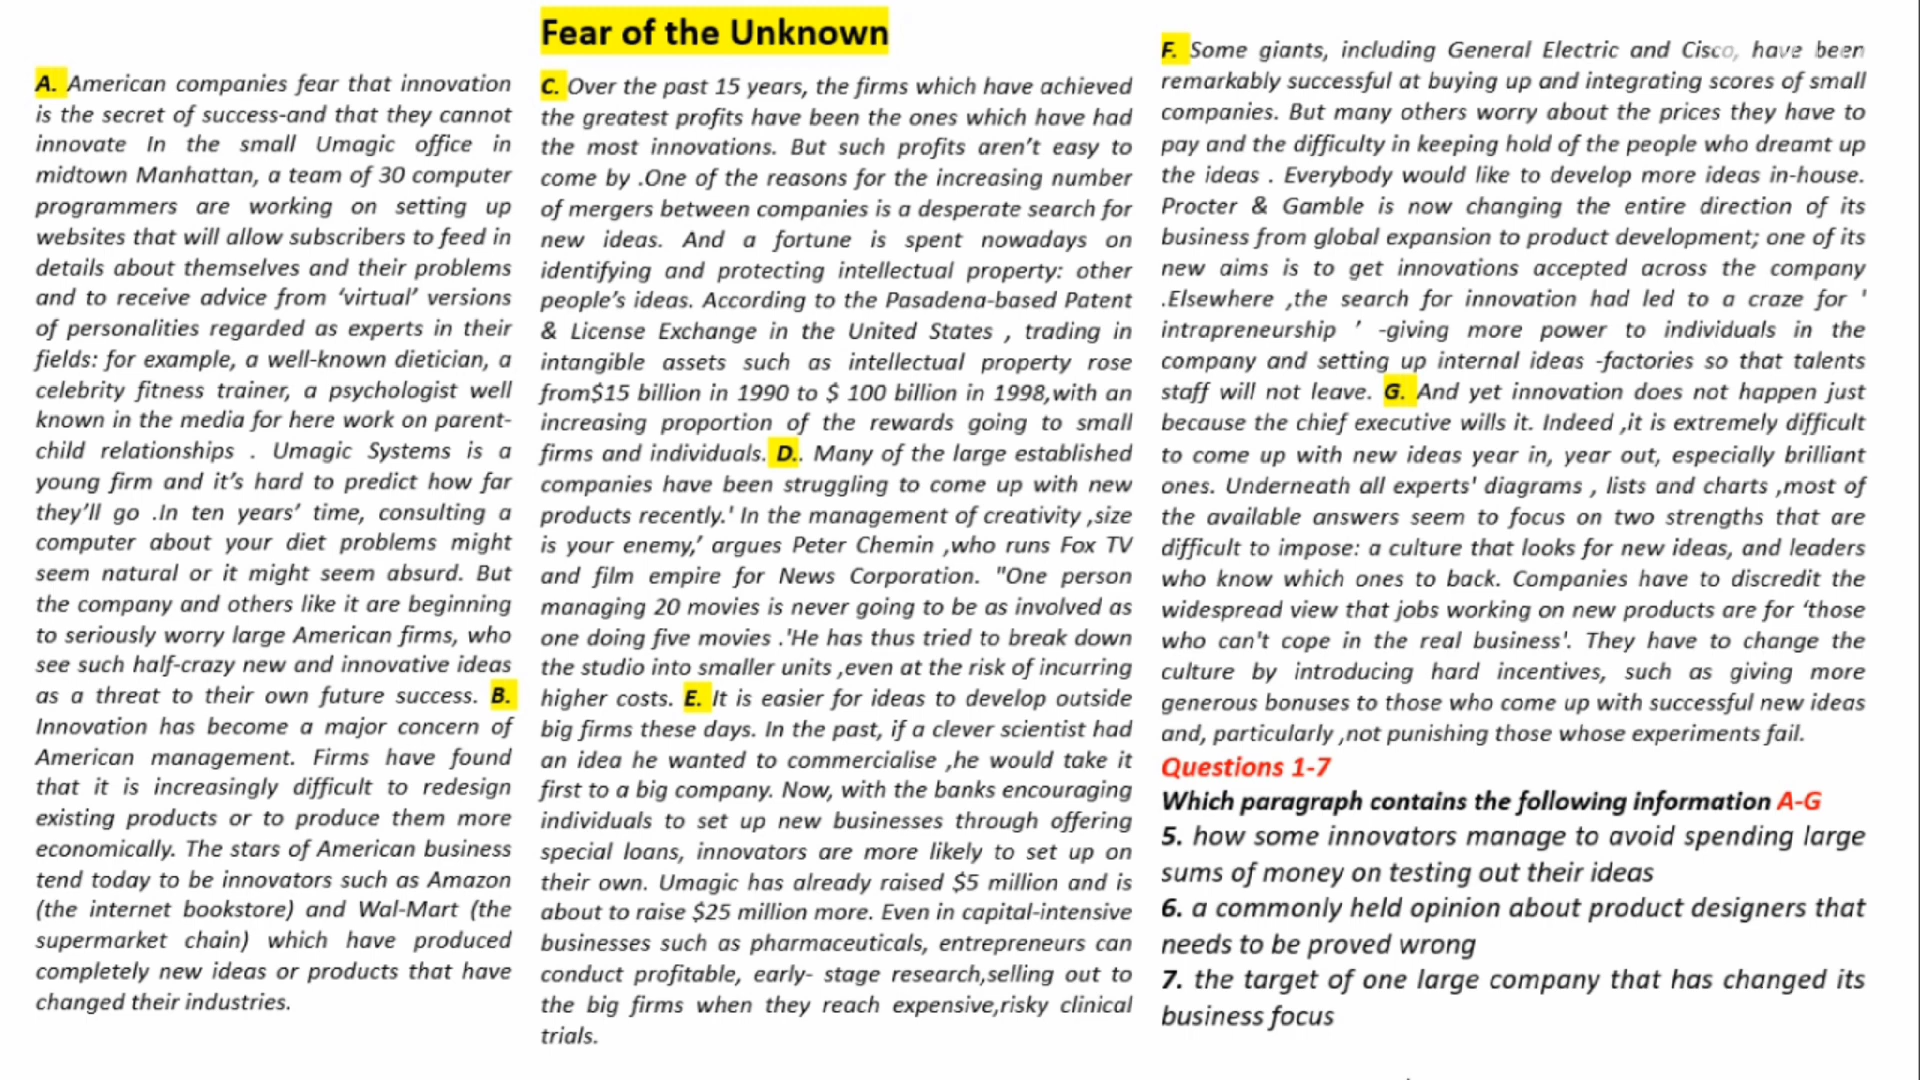 Fear of the Unknown
A. American companies fear that innovation
is the secret of success-and that they cannot
innovate In the small Umagic office in
midtown Manhattan, a team of 30 computer
programmers are working on setting up
websites that will allow subscribers to feed in
details about themselves and their problems
and to receive advice from ‘virtual’ versions
of personalities regarded as experts in their
fields: for example, a well-known dietician, a
celebrity fitness trainer, a psychologist well
known in the media for here work on parent-
child relationships . Umagic Systems is a
young firm and it’s hard to predict how far
they’ll go .In ten years’ time, consulting a
computer about your diet problems might
seem natural or it might seem absurd. But
the company and others like it are beginning
to seriously worry large American firms, who
see such half-crazy new and innovative ideas
as a threat to their own future success. B.
Innovation has become a major concern of
American management. Firms have found
that it is increasingly difficult to redesign
existing products or to produce them more
economically. The stars of American business
tend today to be innovators such as Amazon
(the internet bookstore) and Wal-Mart (the
supermarket chain) which have produced
completely new ideas or products that have
changed their industries.
C. Over the past 15 years, the firms which have achieved
the greatest profits have been the ones which have had
the most innovations. But such profits aren’t easy to
come by .One of the reasons for the increasing number
of mergers between companies is a desperate search for
new ideas. And a fortune is spent nowadays on
identifying and protecting intellectual property: other
people’s ideas. According to the Pasadena-based Patent
& License Exchange in the United States , trading in
intangible assets such as intellectual property rose
from$15 billion in 1990 to $ 100 billion in 1998,with an
increasing proportion of the rewards going to small
firms and individuals. D.. Many of the large established
companies have been struggling to come up with new
products recently.' In the management of creativity ,size
is your enemy,’ argues Peter Chemin ,who runs Fox TV
and film empire for News Corporation. "One person
managing 20 movies is never going to be as involved as
one doing five movies .'He has thus tried to break down
the studio into smaller units ,even at the risk of incurring
higher costs. E. It is easier for ideas to develop outside
big firms these days. In the past, if a clever scientist had
an idea he wanted to commercialise ,he would take it
first to a big company. Now, with the banks encouraging
individuals to set up new businesses through offering
special loans, innovators are more likely to set up on
their own. Umagic has already raised $5 million and is
about to raise $25 million more. Even in capital-intensive
businesses such as pharmaceuticals, entrepreneurs can
conduct profitable, early- stage research,selling out to
the big firms when they reach expensive,risky clinical
trials.
F. Some giants, including General Electric and Cisco, have been
remarkably successful at buying up and integrating scores of small
companies. But many others worry about the prices they have to
pay and the difficulty in keeping hold of the people who dreamt up
the ideas . Everybody would like to develop more ideas in-house.
Procter & Gamble is now changing the entire direction of its
business from global expansion to product development; one of its
new aims is to get innovations accepted across the company
.Elsewhere ,the search for innovation had led to a craze for '
intrapreneurship ’ -giving more power to individuals in the
company and setting up internal ideas -factories so that talents
staff will not leave. G. And yet innovation does not happen just
because the chief executive wills it. Indeed ,it is extremely difficult
to come up with new ideas year in, year out, especially brilliant
ones. Underneath all experts' diagrams , lists and charts ,most of
the available answers seem to focus on two strengths that are
difficult to impose: a culture that looks for new ideas, and leaders
who know which ones to back. Companies have to discredit the
widespread view that jobs working on new products are for ‘those
who can't cope in the real business'. They have to change the
culture by introducing hard incentives, such as giving more
generous bonuses to those who come up with successful new ideas
and, particularly ,not punishing those whose experiments fail.
Questions 1-7
Which paragraph contains the following information A-G
5. how some innovators manage to avoid spending large
sums of money on testing out their ideas
6. a commonly held opinion about product designers that
needs to be proved wrong
7. the target of one large company that has changed its
business focus